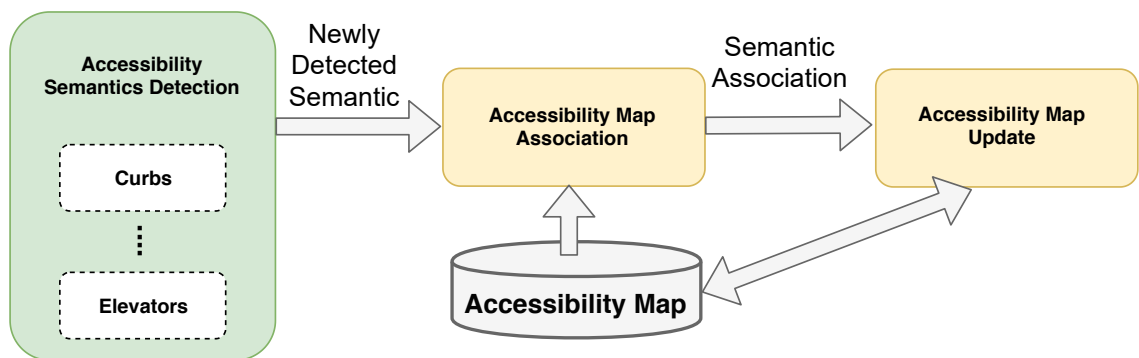 Accessibility
Semantics Detection
Curbs
Elevators
Newly
Detected
Semantic
Accessibility Map
Association
Semantic
Association
Accessibility Map
Update
Accessibility Map